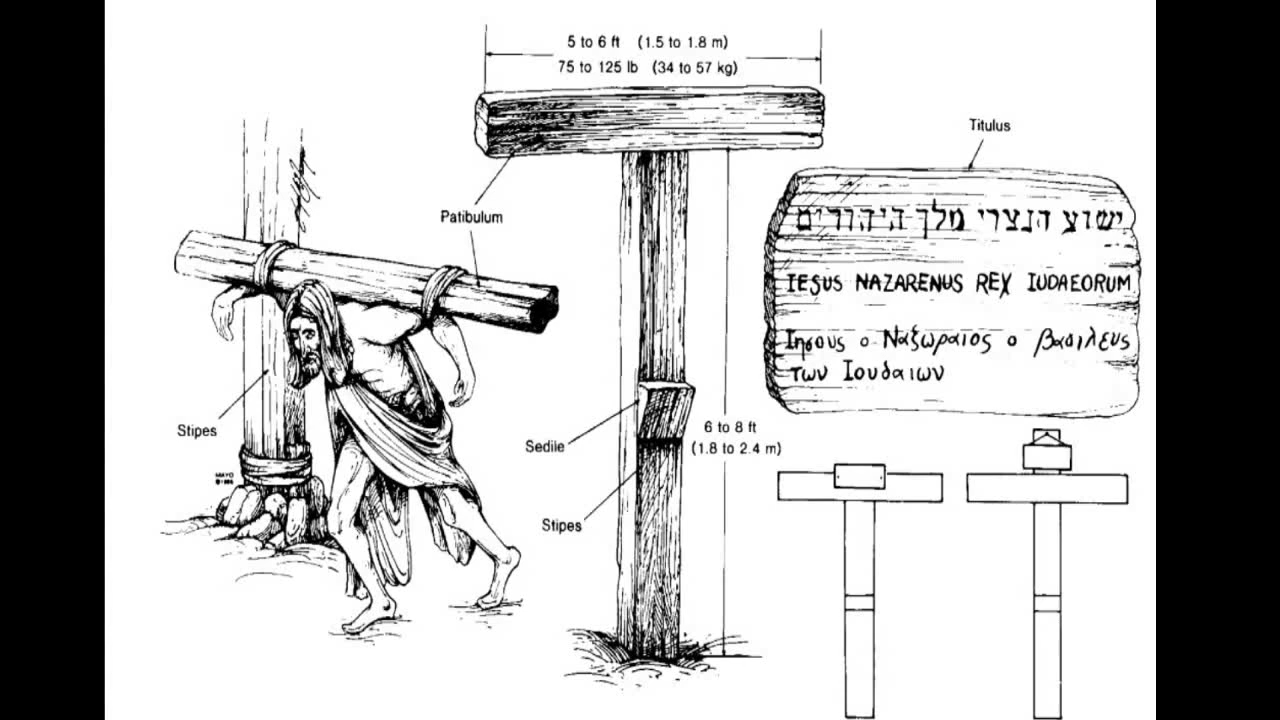 5 to 6 ft (1.5 to 1.8 m)
75 to 125 lb (34 to 57 kg)
Titulus
Patibulum
ישוע הנצרי מלך היהודים
IESUS NAZARENUS REX IUDAEORUM
Ιησους ο Ναζωραιος ο βασιλευς
των Ιουδαιων
Stipes
Sedile
6 to 8 ft
(1.8 to 2.4 m)
MAYO
Stipes